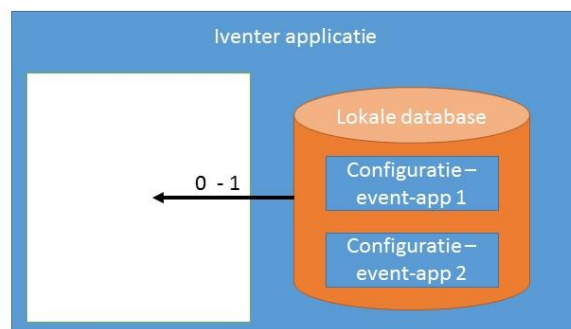 Iventer applicatie
Lokale database
0 - 1
Configuratie –
event-app 1
Configuratie –
event-app 2